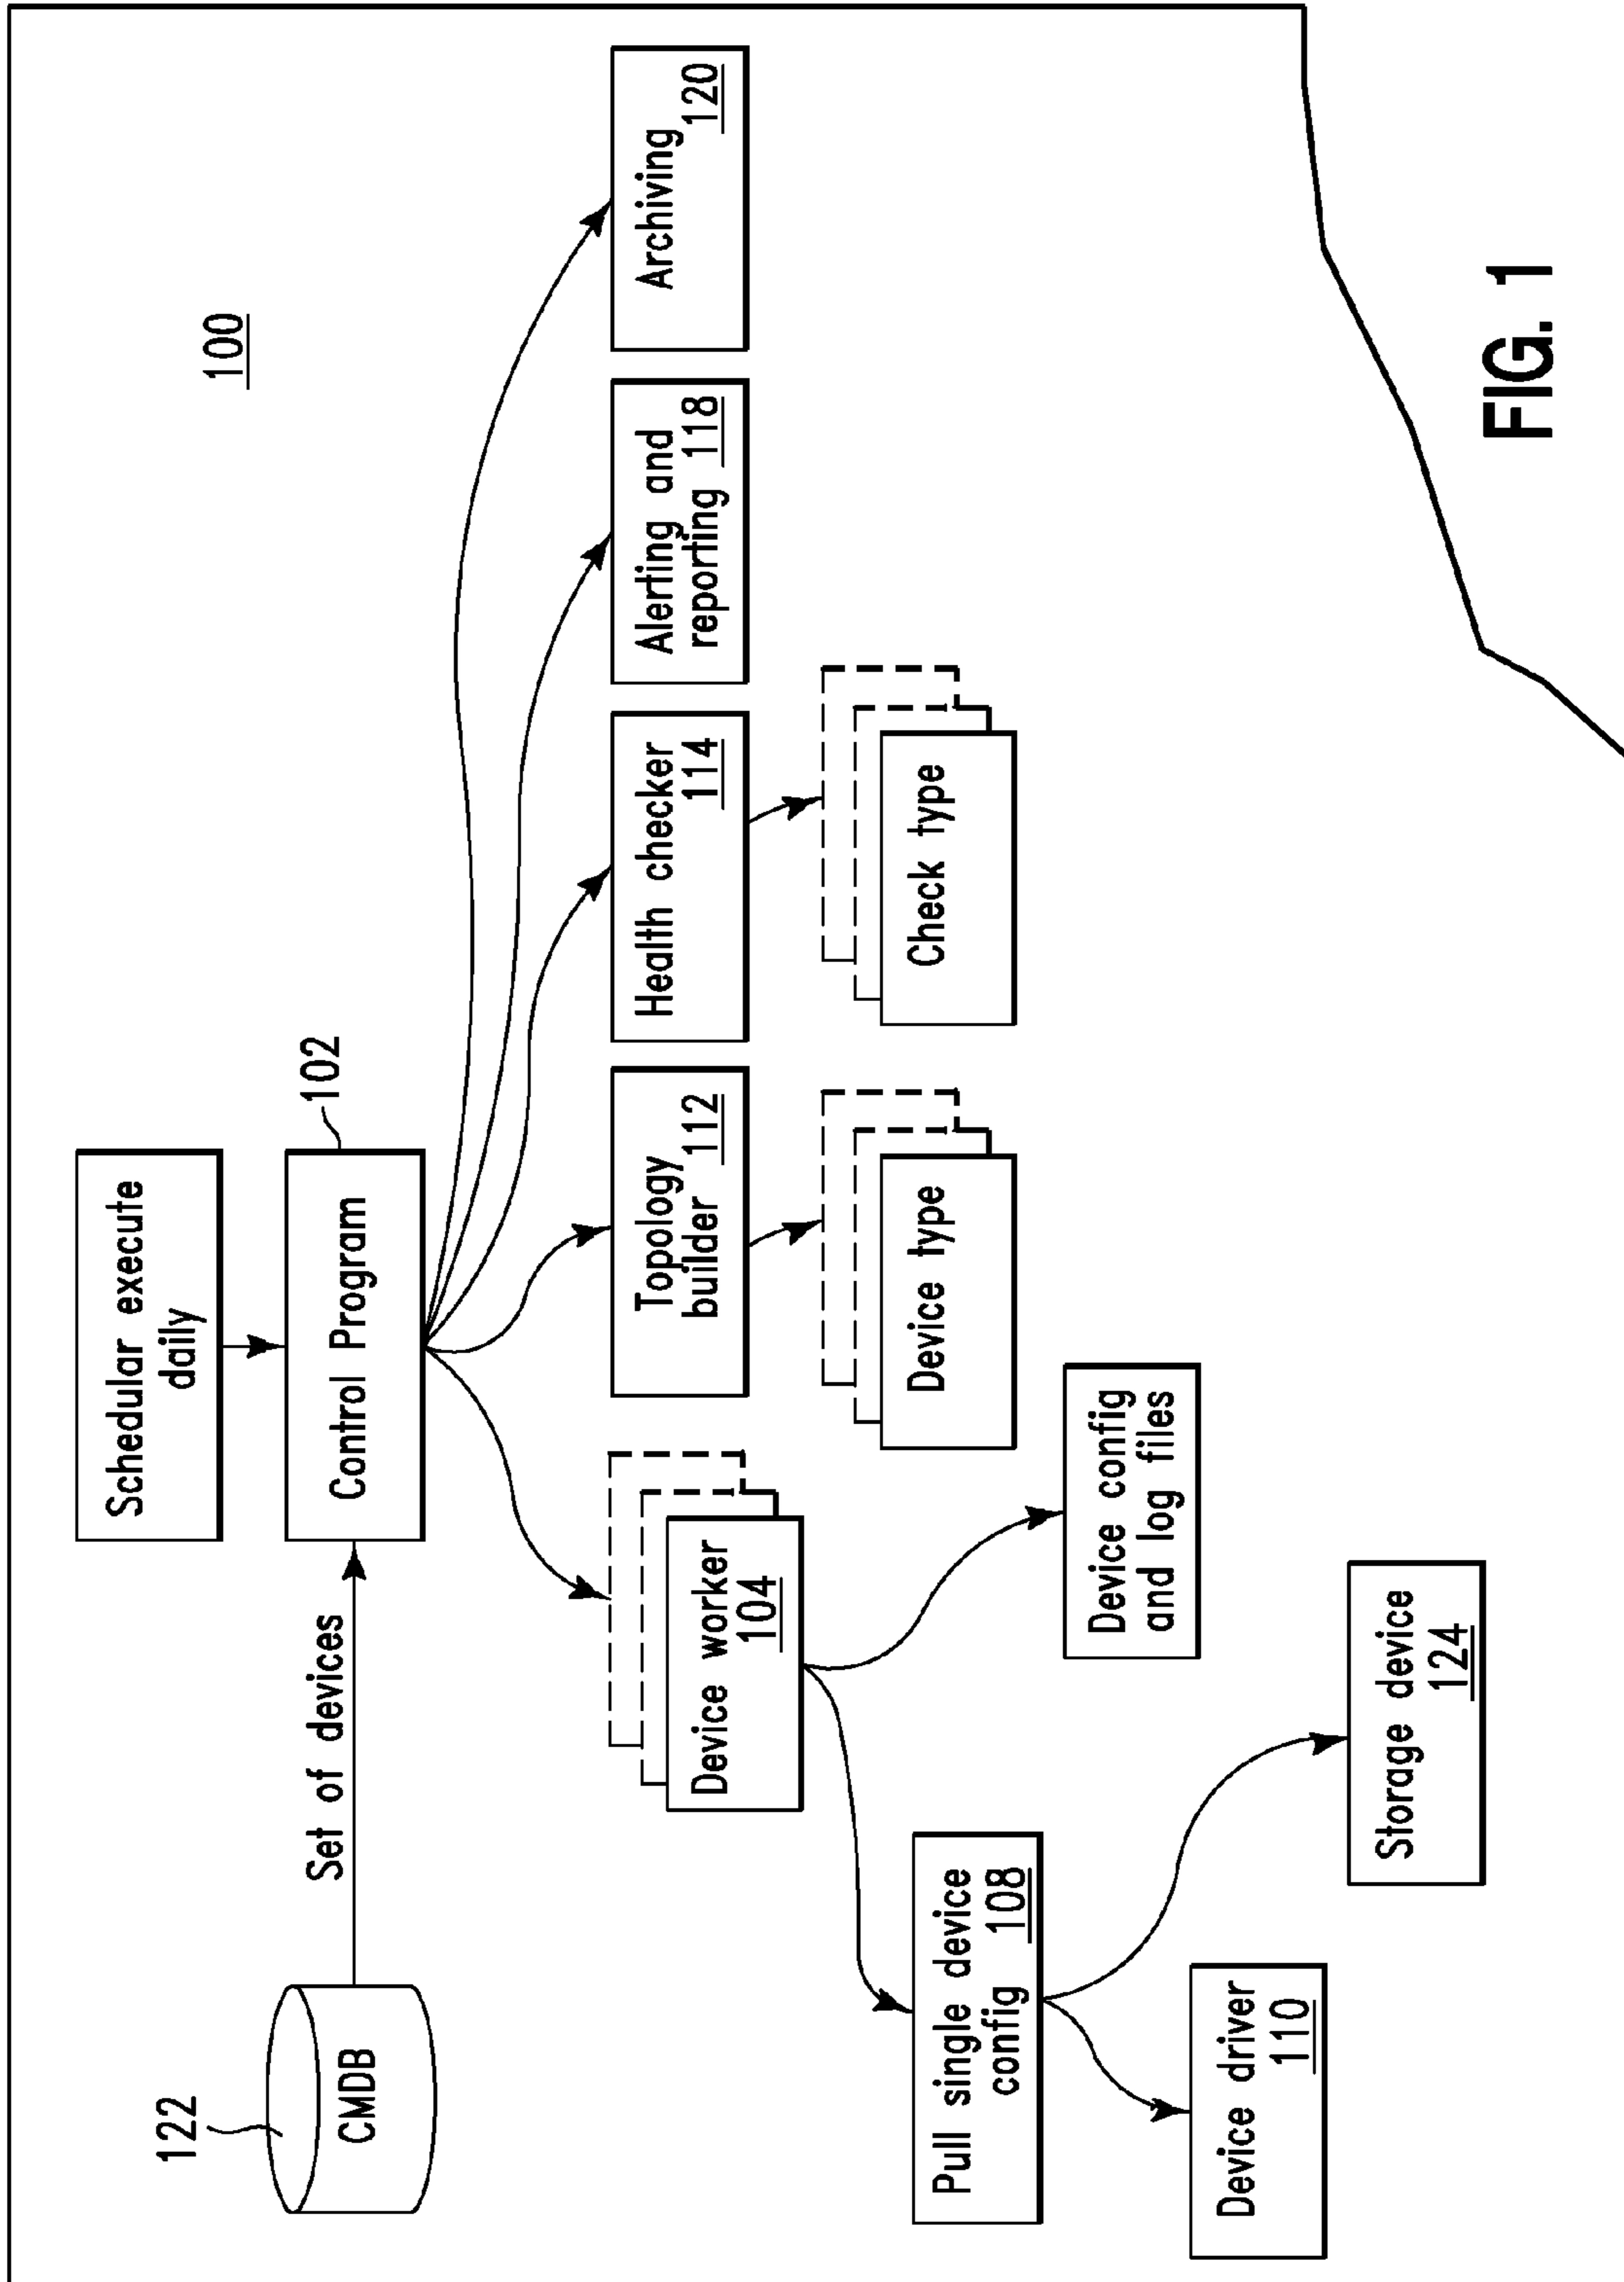 100
Schedular execute
daily
102
Control Program
Set of devices
122
CMDB
Device worker
104
Topology
builder 112
Health checker
114
Alerting and
reporting 118
Archiving
120
Device type
Check type
Pull single device
config 108
Device config
and log files
Device driver
110
Storage device
124
FIG. 1